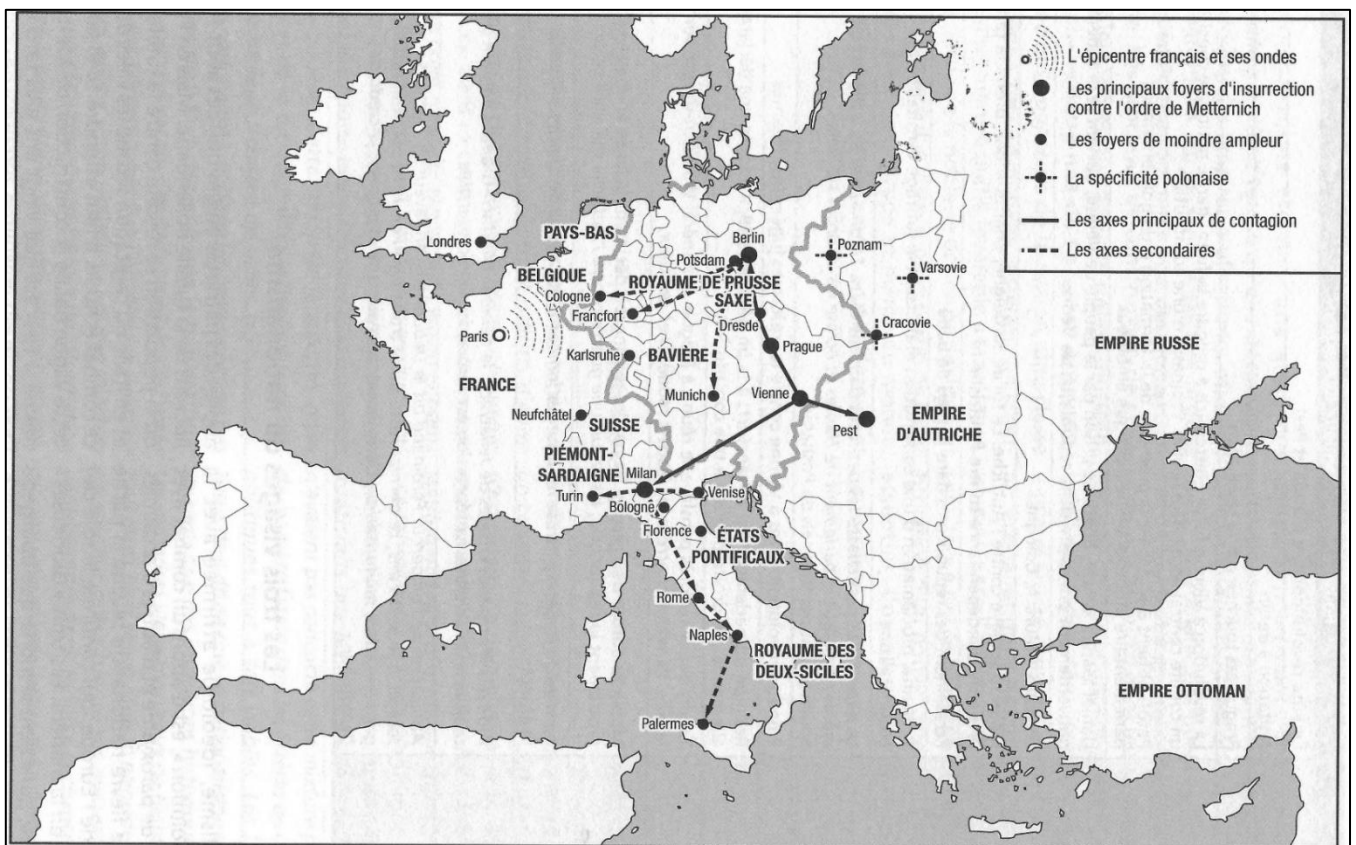 L'épicentre français et ses ondes
Les principaux foyers d'insurrection
contre l'ordre de Metternich
Les foyers de moindre ampleur
La spécificité polonaise
Les axes principaux de contagion
Les axes secondaires
Londres
PAYS-BAS
Berlin
Potsdam
Poznam
Varsovie
BELGIQUE
ROYAUME DE PRUSSE
Cologne
SAXE
Francfort
Dresde
Cracovie
Paris
Karlsruhe
BAVIÈRE
Prague
EMPIRE RUSSE
FRANCE
Munich
Vienne
Neufchâtel
SUISSE
Pest
EMPIRE
D'AUTRICHE
PIÉMONT-
SARDAIGNE
Milan
Turin
Venise
Bologne
Florence
ÉTATS
PONTIFICAUX
Rome
Naples
ROYAUME DES
DEUX-SICILES
EMPIRE OTTOMAN
Palermes